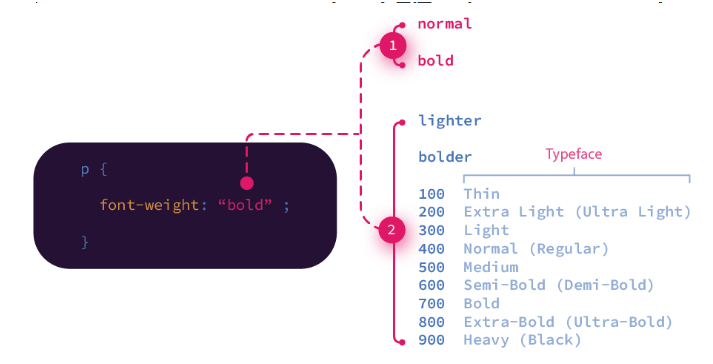 normal
1
bold
lighter
p {
bolder
Typeface
font-weight: “bold” ;
}
2
100 Thin
200 Extra Light (Ultra Light)
300 Light
400 Normal (Regular)
500 Medium
600 Semi-Bold (Demi-Bold)
700 Bold
800 Extra-Bold (Ultra-Bold)
900 Heavy (Black)